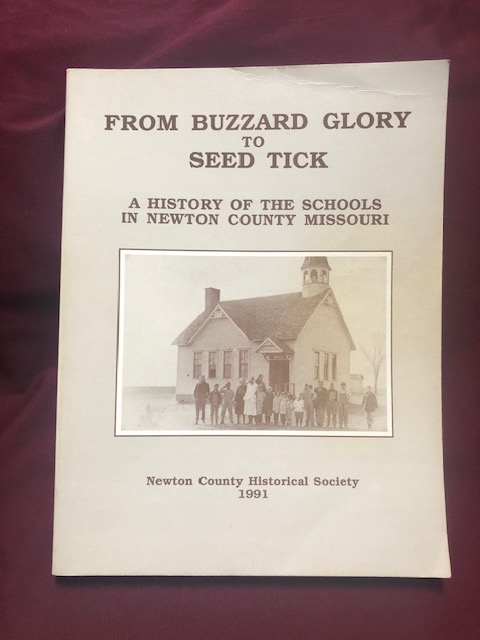 FROM BUZZARD GLORY
TO
SEED TICK
A HISTORY OF THE SCHOOLS
IN NEWTON COUNTY MISSOURI
Newton County Historical Society
1991